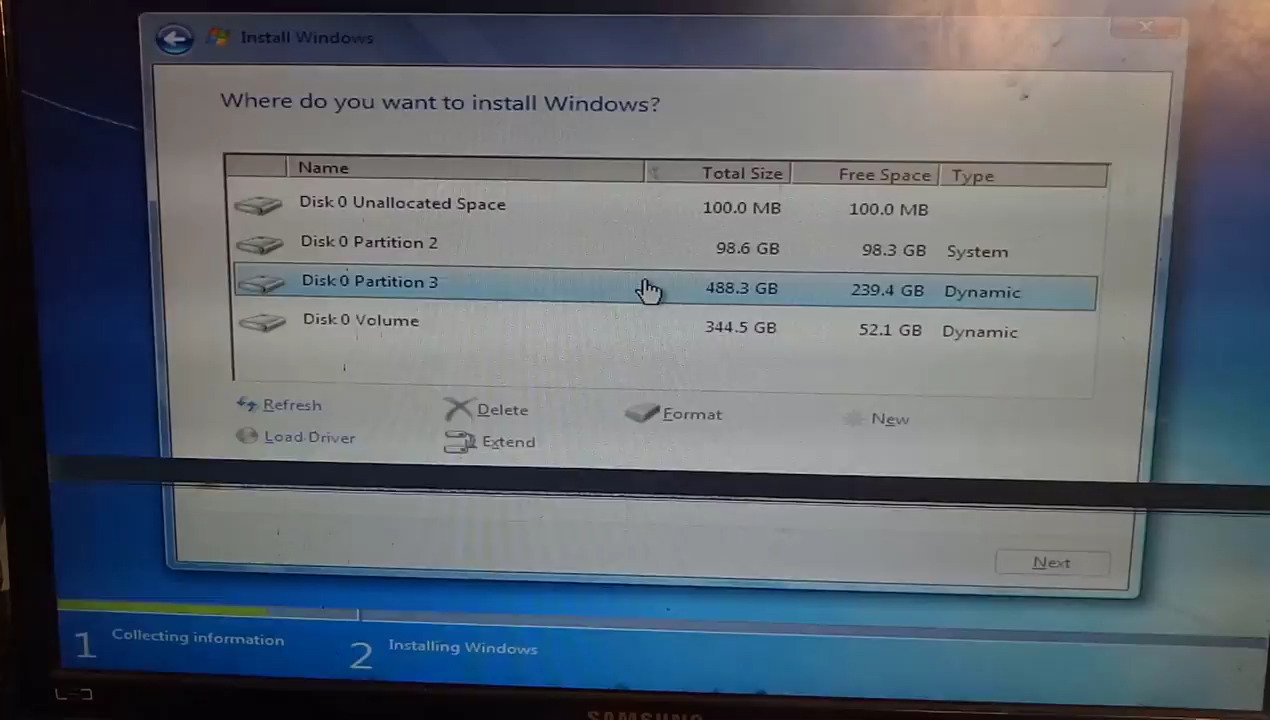 Install Windows
Where do you want to install Windows?
Name Total Size Free Space Type
Disk 0 Unallocated Space 100.0 MB 100.0 MB
Disk 0 Partition 2 98.6 GB 98.3 GB System
Disk 0 Partition 3 488.3 GB 239.4 GB Dynamic
Disk 0 Volume 344.5 GB 52.1 GB Dynamic
Refresh Delete Format New
Load Driver Extend
Next
1 Collecting information 2 Installing Windows
SAMSUNG